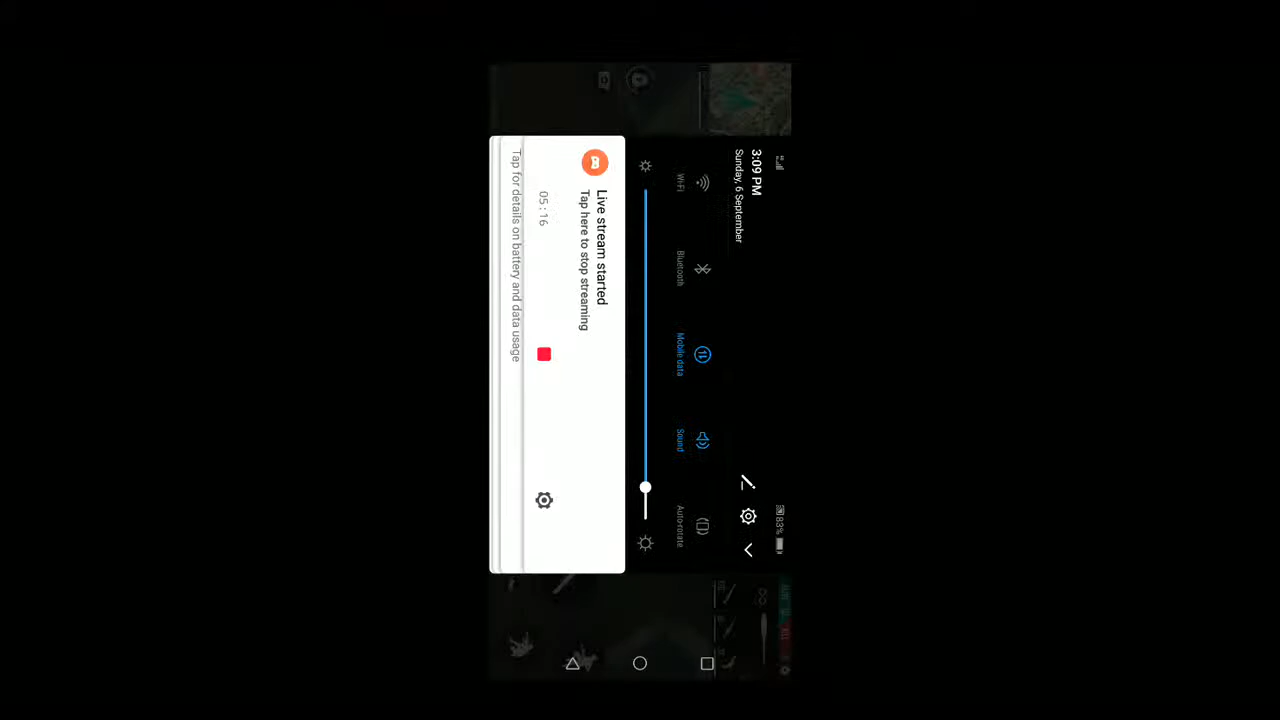 83%
3:09 PM
Sunday, 6 September
Wi-Fi
Bluetooth
Mobile data
Sound
Auto-rotate
Live stream started
Tap here to stop streaming
05:16
Tap for details on battery and data usage